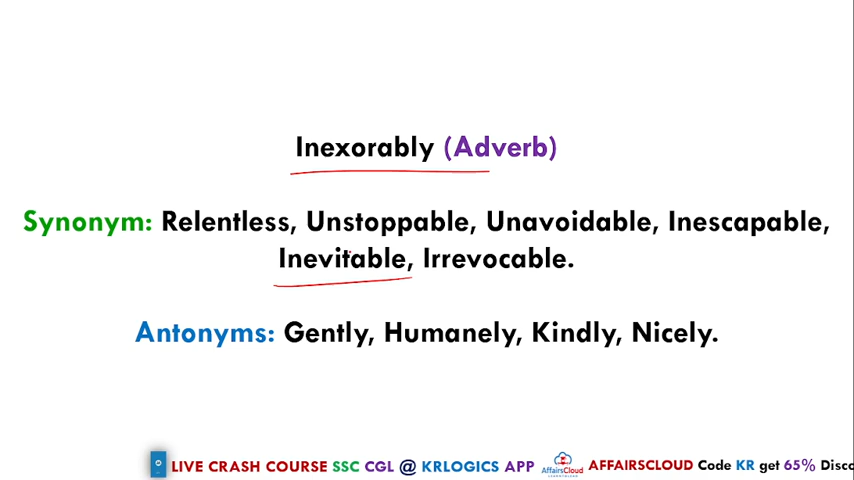 Inexorably (Adverb)
Synonym: Relentless, Unstoppable, Unavoidable, Inescapable,
Inevitable, Irrevocable.
Antonyms: Gently, Humanely, Kindly, Nicely.
LIVE CRASH COURSE SSC CGL @ KRLOGICS APP AffairsCloud AFFAIRSCLOUD Code KR get 65% Disco